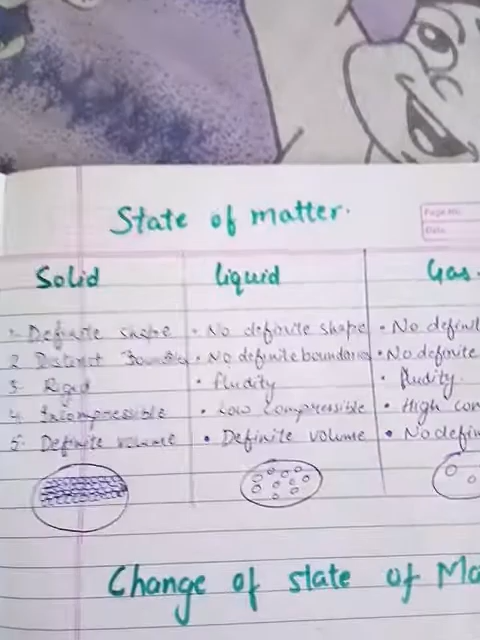 State of matter.
Page No.
Date
Solid liquid Gas.
1. Definite shape • No definite shape • No definit
2. Distinct • No definite boundaries • No definite
3. Rigid • fluidity • fluidity.
4. Incompressible • Low compressible • High com
5. Definite volume • Definite volume • No defin
Change of state of Ma